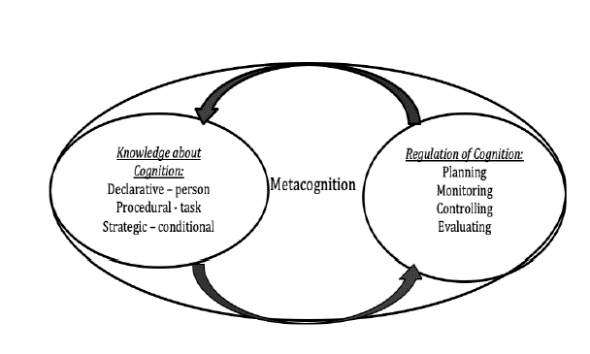 Knowledge about
Cognition:
Declarative – person
Procedural - task
Strategic – conditional
Metacognition
Regulation of Cognition:
Planning
Monitoring
Controlling
Evaluating